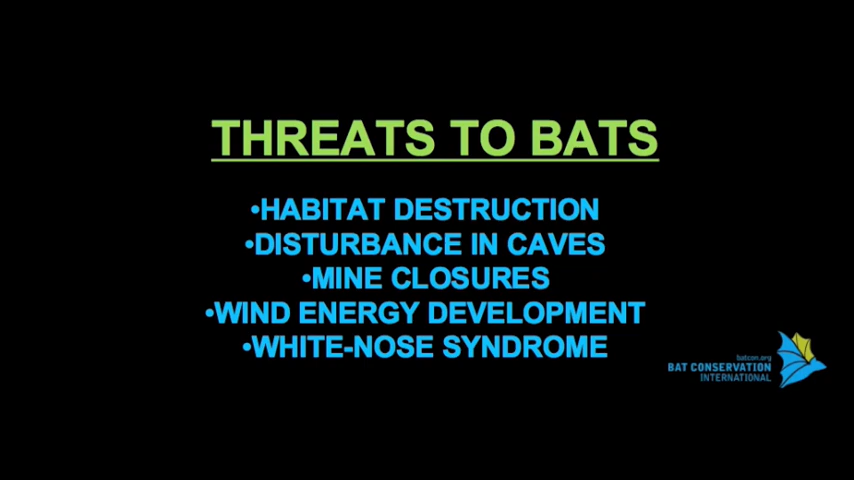 THREATS TO BATS
•HABITAT DESTRUCTION
•DISTURBANCE IN CAVES
•MINE CLOSURES
•WIND ENERGY DEVELOPMENT
•WHITE-NOSE SYNDROME
batcon.org
BAT CONSERVATION
INTERNATIONAL